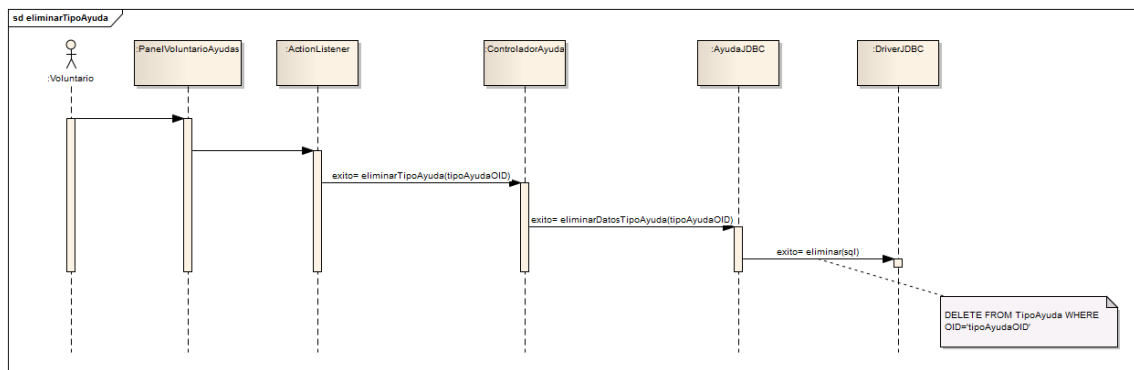 sd eliminarTipoAyuda
:Voluntario
:PanelVoluntarioAyudas
:ActionListener
:ControladorAyuda
:AyudaJDBC
:DriverJDBC
exito= eliminarTipoAyuda(tipoAyudaOID)
exito= eliminarDatosTipoAyuda(tipoAyudaOID)
exito= eliminar(sql)
DELETE FROM TipoAyuda WHERE
OID='tipoAyudaOID'